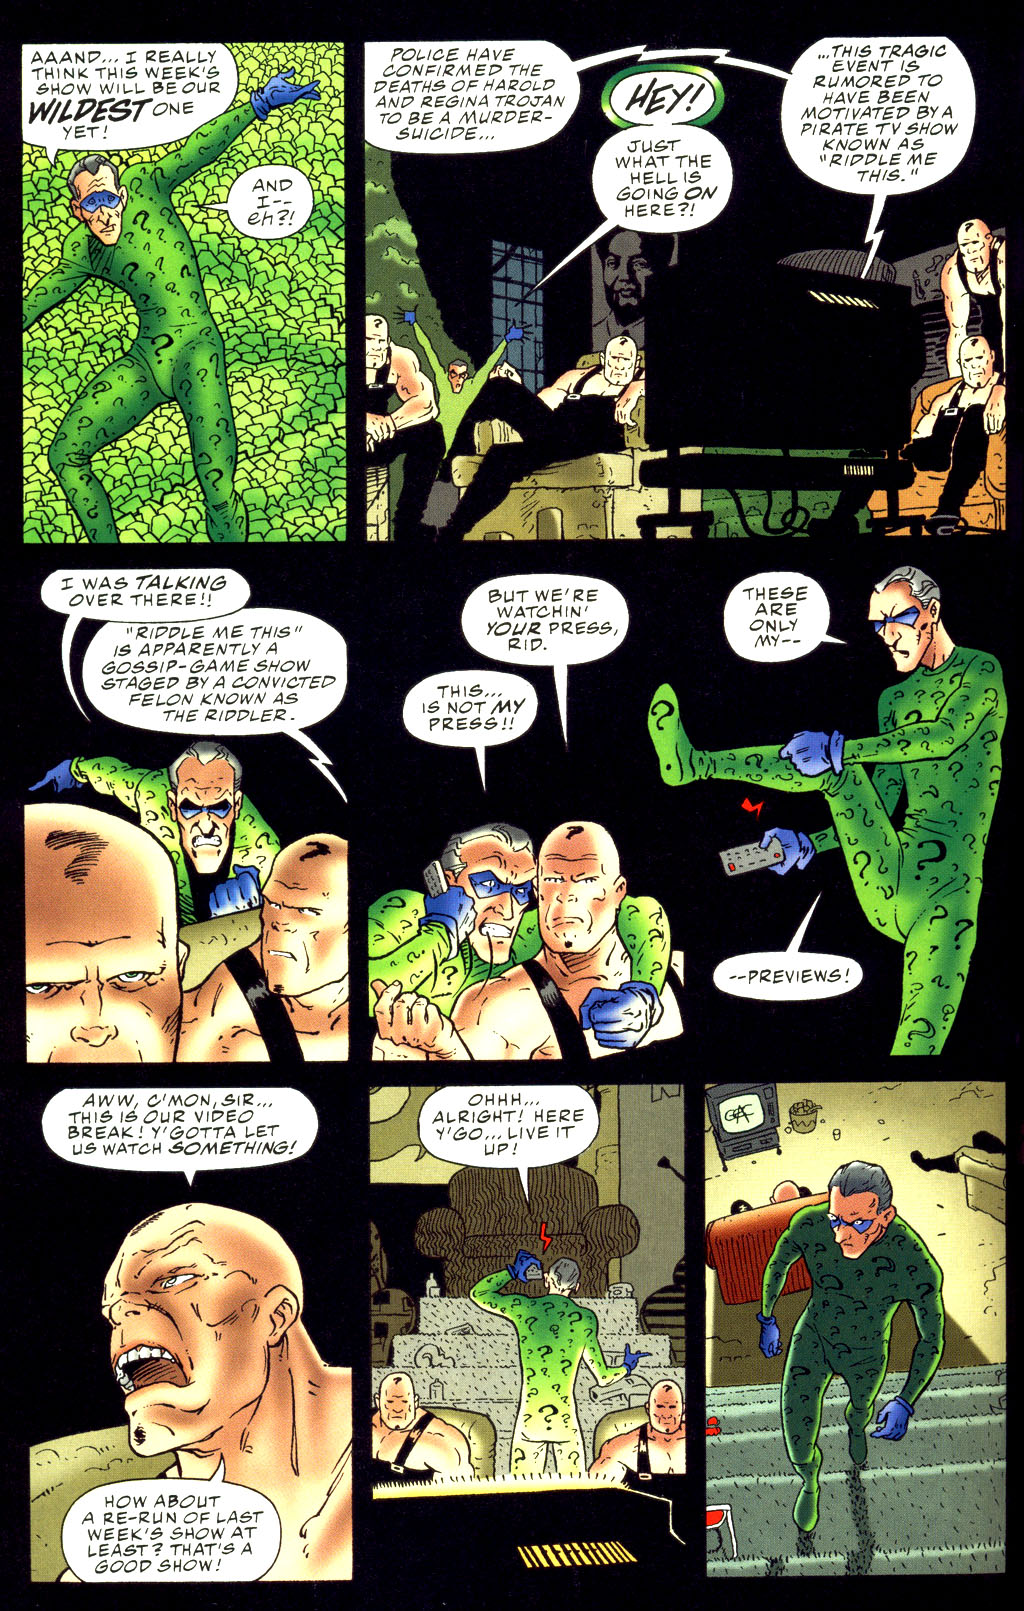 AAAND... I REALLY
THINK THIS WEEK'S
SHOW WILL BE OUR
WILDEST ONE
YET!
AND
I--
eh?!
POLICE HAVE
CONFIRMED THE
DEATHS OF HAROLD
AND REGINA TROJAN
TO BE A MURDER-
SUICIDE...
HEY!
JUST
WHAT THE
HELL IS
GOING ON
HERE?!
...THIS TRAGIC
EVENT IS
RUMORED TO
HAVE BEEN
MOTIVATED BY A
PIRATE TV SHOW
KNOWN AS
"RIDDLE ME
THIS."
I WAS TALKING
OVER THERE!!
"RIDDLE ME THIS"
IS APPARENTLY A
GOSSIP-GAME SHOW
STAGED BY A CONVICTED
FELON KNOWN AS
THE RIDDLER.
BUT WE'RE
WATCHIN'
YOUR PRESS,
RID.
THIS...
IS NOT MY
PRESS!!
THESE
ARE
ONLY
MY--
--PREVIEWS!
AWW, C'MON, SIR...
THIS IS OUR VIDEO
BREAK! Y'GOTTA LET
US WATCH SOMETHING!
HOW ABOUT
A RE-RUN OF LAST
WEEK'S SHOW AT
LEAST? THAT'S A
GOOD SHOW!
OHHH...
ALRIGHT! HERE
Y'GO... LIVE IT
UP!